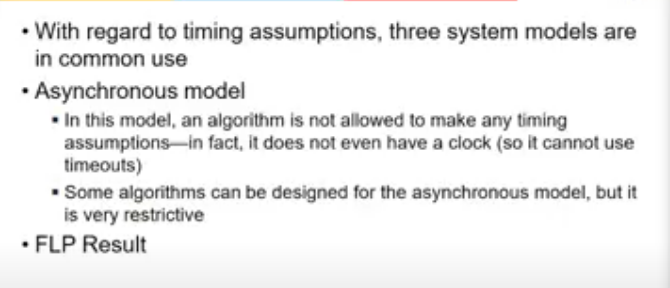 • With regard to timing assumptions, three system models are
in common use
• Asynchronous model
▪ In this model, an algorithm is not allowed to make any timing
assumptions—in fact, it does not even have a clock (so it cannot use
timeouts)
▪ Some algorithms can be designed for the asynchronous model, but it
is very restrictive
• FLP Result